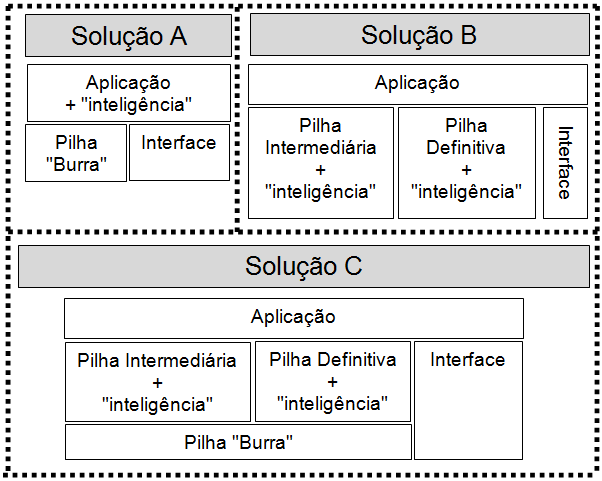 Solução A
Aplicação
+ "inteligência"
Pilha
"Burra"
Interface
Solução B
Aplicação
Pilha
Intermediária
+
"inteligência"
Pilha
Definitiva
+
"inteligência"
Interface
Solução C
Aplicação
Pilha Intermediária
+
"inteligência"
Pilha Definitiva
+
"inteligência"
Interface
Pilha "Burra"